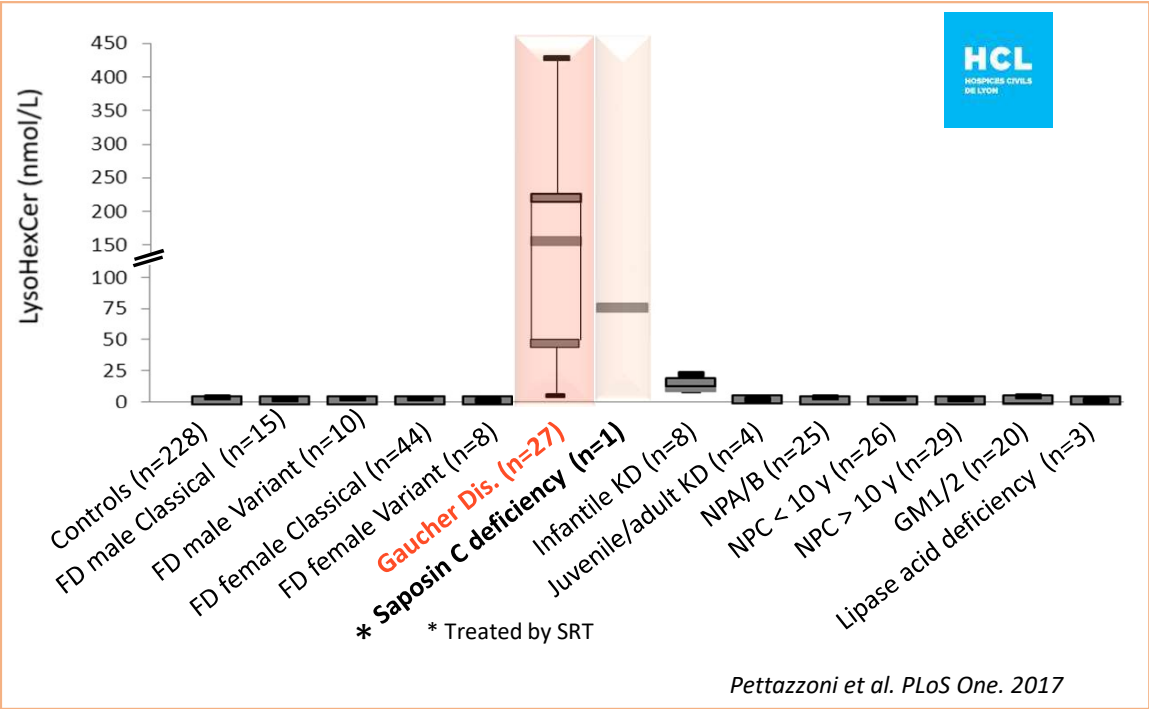 HCL
HOSPICES CIVILS
DE LYON
LysoHexCer (nmol/L)
450
400
350
300
250
200
150
100
75
50
25
0
Controls (n=228)
FD male Classical (n=15)
FD male Variant (n=10)
FD female Classical (n=44)
FD female Variant (n=8)
Gaucher Dis. (n=27)
* Saposin C deficiency (n=1)
Infantile KD (n=8)
Juvenile/adult KD (n=4)
NPA/B (n=25)
NPC < 10 y (n=26)
NPC > 10 y (n=29)
GM1/2 (n=20)
Lipase acid deficiency (n=3)
* Treated by SRT
Pettazzoni et al. PLoS One. 2017